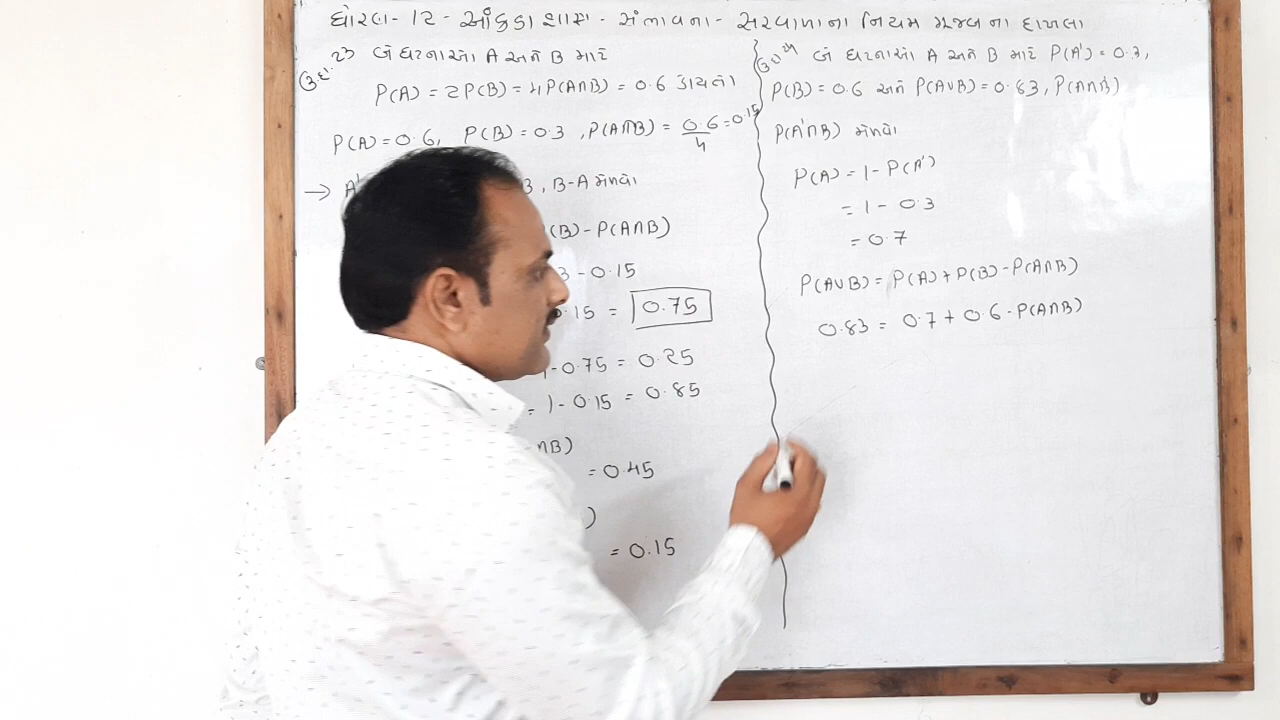 ધોરણ - 12 - આંકડાશાસ્ત્ર - સંભાવના - સરવાળાના નિયમ પરના દાખલા
ઉદા. 23 બે ઘટનાઓ A અને B માટે
P(A) = 2P(B) = 4P(A∩B) = 0.6 હોય તો
P(A) = 0.6, P(B) = 0.3, P(A∩B) = 0.6/4 = 0.15
→ A' B, B-A મેળવો
(B) - P(A∩B)
3 - 0.15
.15 = 0.75
1 - 0.75 = 0.25
= 1 - 0.15 = 0.85
∩B)
= 0.45
)
= 0.15
ઉદા 24 બે ઘટનાઓ A અને B માટે P(A') = 0.3,
P(B) = 0.6 અને P(A∪B) = 0.83, P(A∩B')
P(A'∩B) મેળવો
P(A) = 1 - P(A')
= 1 - 0.3
= 0.7
P(A∪B) = P(A) + P(B) - P(A∩B)
0.83 = 0.7 + 0.6 - P(A∩B)